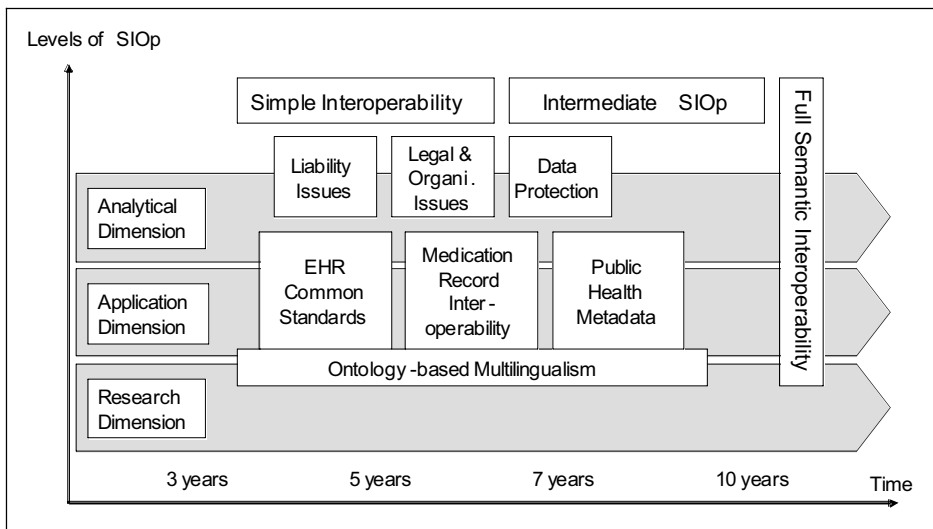 Levels of SIOp
Simple Interoperability
Intermediate SIOp
Full Semantic Interoperability
Liability
Issues
Legal &
Organi.
Issues
Data
Protection
Analytical
Dimension
EHR
Common
Standards
Medication
Record
Inter-
operability
Public
Health
Metadata
Application
Dimension
Ontology-based Multilingualism
Research
Dimension
3 years
5 years
7 years
10 years
Time